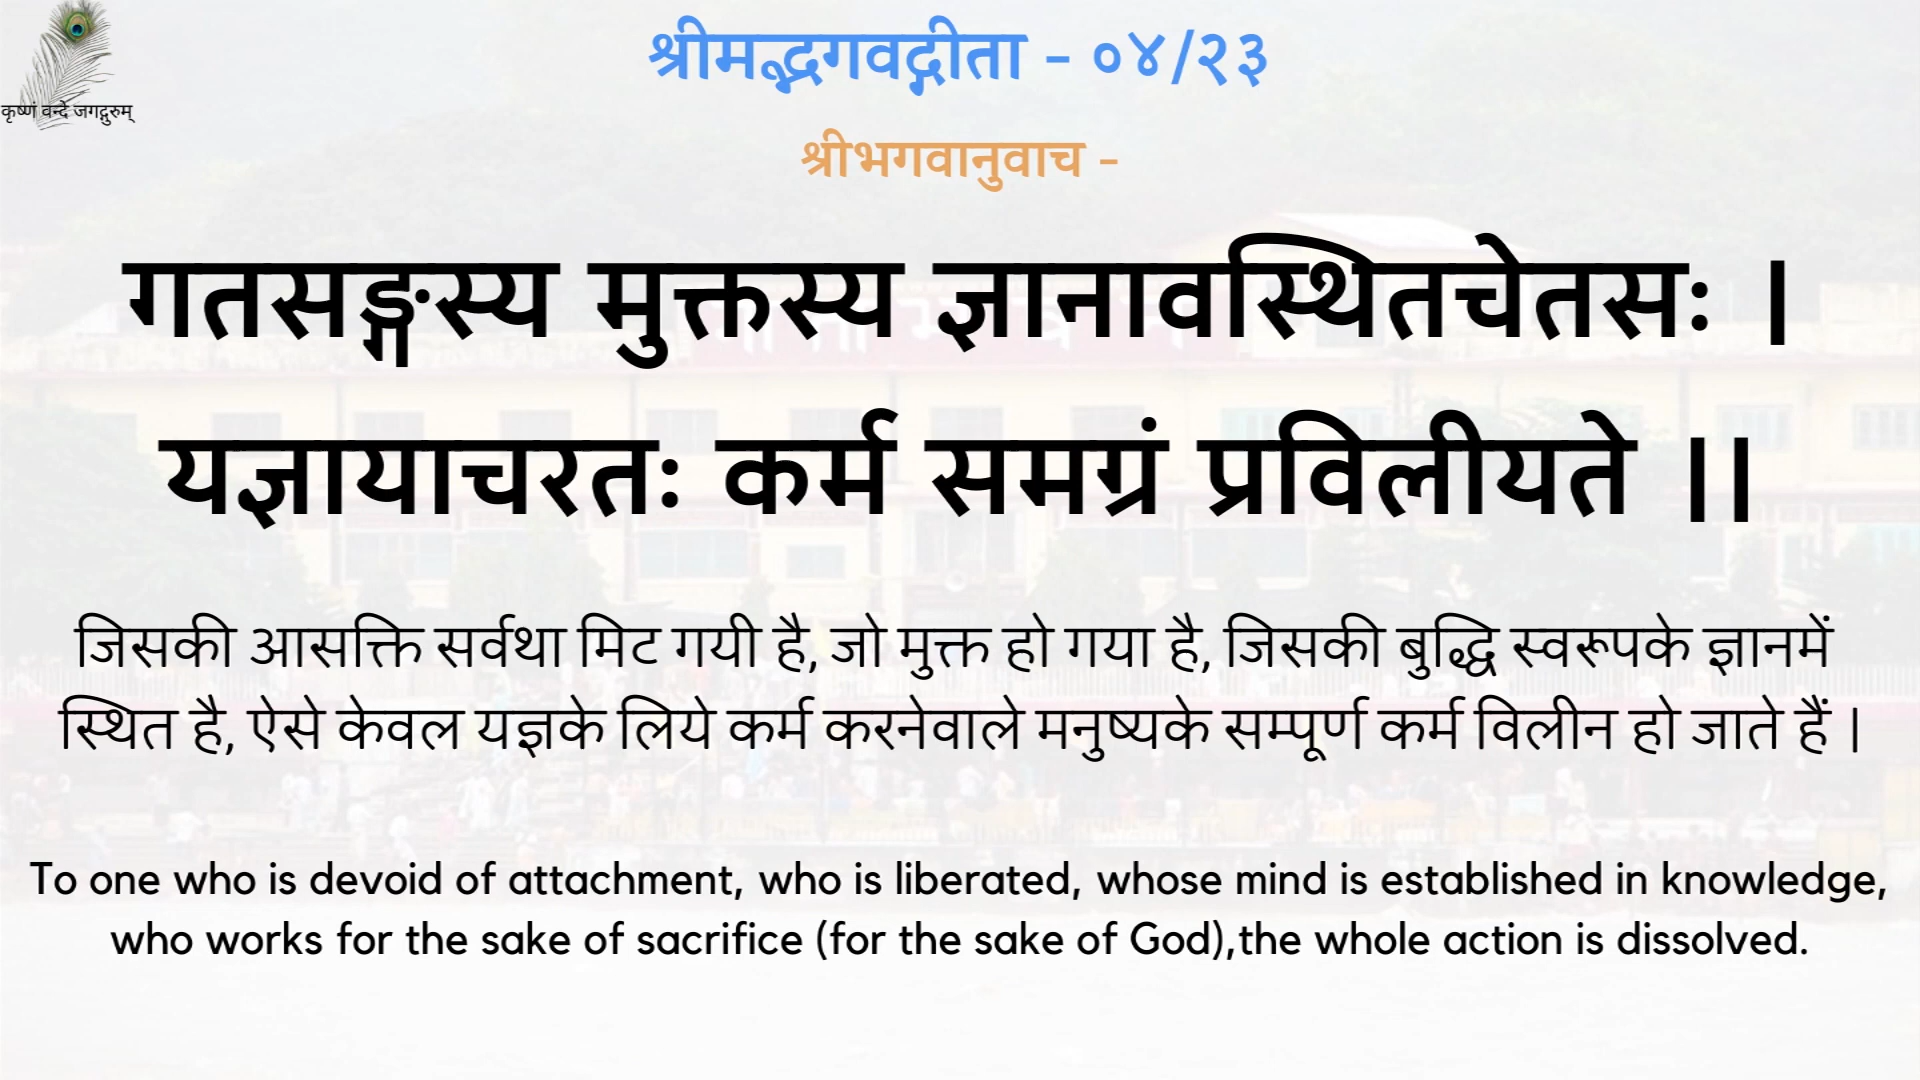 श्रीमद्भगवद्गीता - ०४/२३
कृष्णं वन्दे जगद्गुरुम्
श्रीभगवानुवाच -
गतसङ्गस्य मुक्तस्य ज्ञानावस्थितचेतसः |
यज्ञायाचरतः कर्म समग्रं प्रविलीयते ||
जिसकी आसक्ति सर्वथा मिट गयी है, जो मुक्त हो गया है, जिसकी बुद्धि स्वरूपके ज्ञानमें
स्थित है, ऐसे केवल यज्ञके लिये कर्म करनेवाले मनुष्यके सम्पूर्ण कर्म विलीन हो जाते हैं |
To one who is devoid of attachment, who is liberated, whose mind is established in knowledge,
who works for the sake of sacrifice (for the sake of God),the whole action is dissolved.